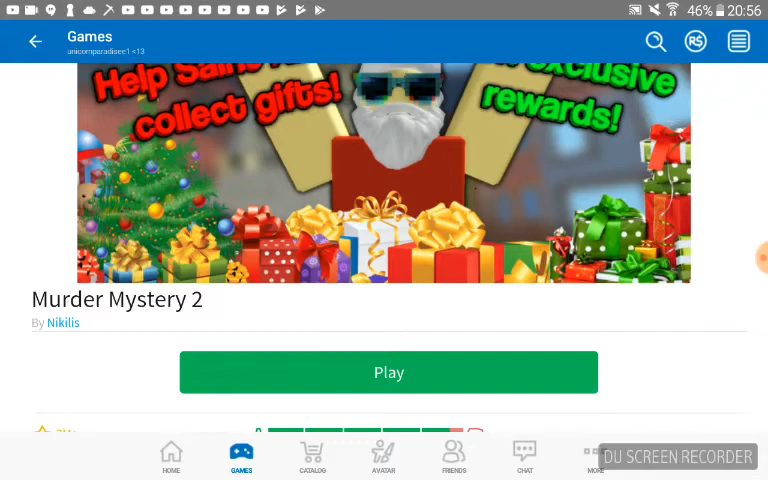 46% 20:56
Games
unicornparadisee1 <13
R$
Help
collect gifts!
exclusive
rewards!
Murder Mystery 2
By Nikilis
Play
HOME GAMES CATALOG AVATAR FRIENDS CHAT MORE
DU SCREEN RECORDER